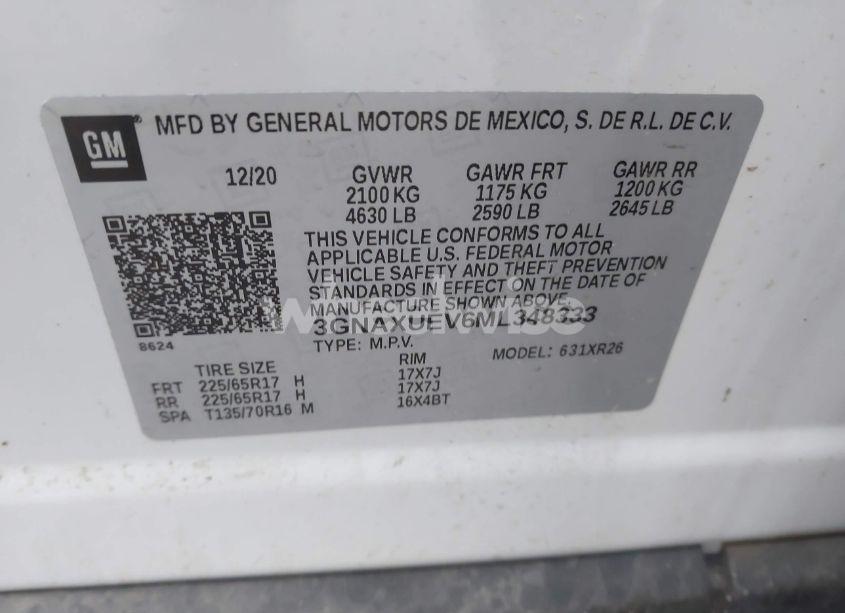 GM
MFD BY GENERAL MOTORS DE MEXICO, S. DE R.L. DE C.V.
12/20 GVWR GAWR FRT GAWR RR
2100 KG 1175 KG 1200 KG
4630 LB 2590 LB 2645 LB
THIS VEHICLE CONFORMS TO ALL
APPLICABLE U.S. FEDERAL MOTOR
VEHICLE SAFETY AND THEFT PREVENTION
STANDARDS IN EFFECT ON THE DATE OF
MANUFACTURE SHOWN ABOVE.
3GNAXUEV6ML348333
8624
TYPE: M.P.V. MODEL: 631XR26
TIRE SIZE RIM
FRT 225/65R17 H 17X7J
RR 225/65R17 H 17X7J
SPA T135/70R16 M 16X4BT